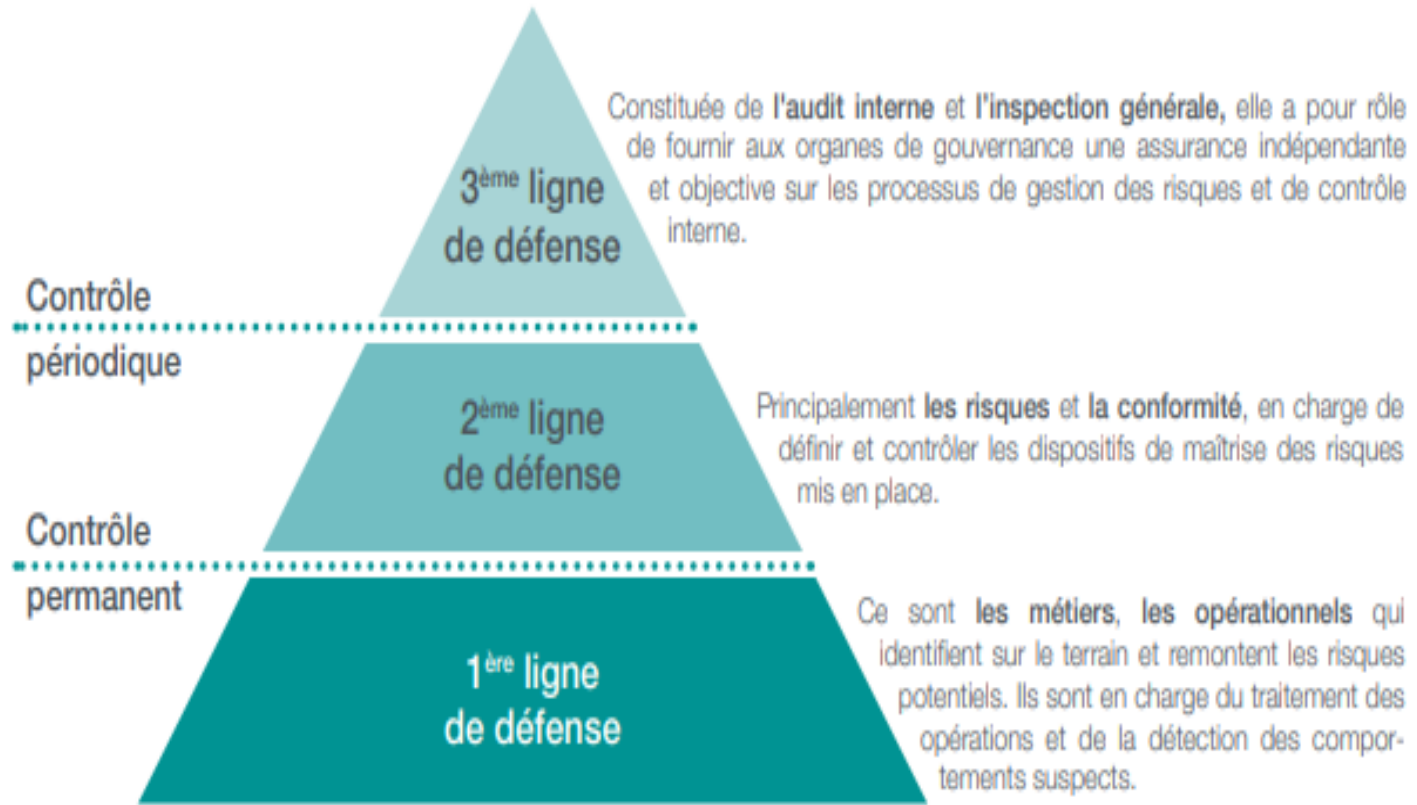 Constituée de l'audit interne et l'inspection générale, elle a pour rôle
de fournir aux organes de gouvernance une assurance indépendante
et objective sur les processus de gestion des risques et de contrôle
interne.
3ème ligne
de défense
Contrôle
périodique
2ème ligne
de défense
Principalement les risques et la conformité, en charge de
définir et contrôler les dispositifs de maîtrise des risques
mis en place.
Contrôle
permanent
1ère ligne
de défense
Ce sont les métiers, les opérationnels qui
identifient sur le terrain et remontent les risques
potentiels. Ils sont en charge du traitement des
opérations et de la détection des compor-
tements suspects.